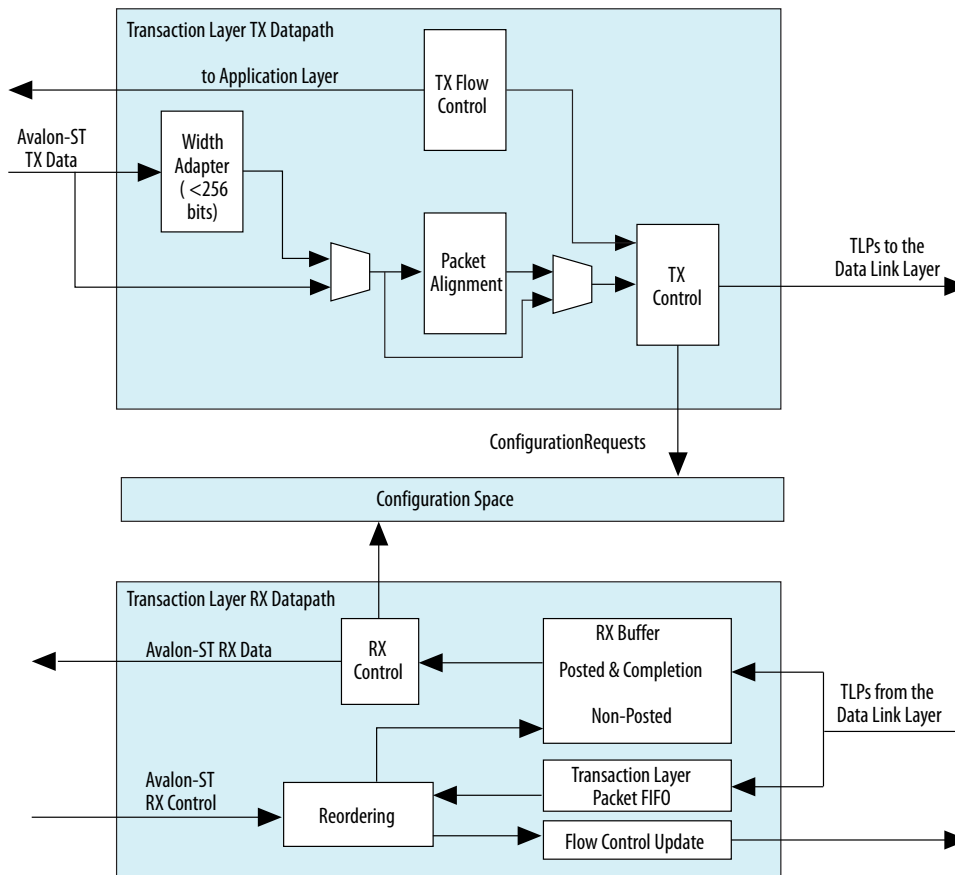 Transaction Layer TX Datapath
to Application Layer
TX Flow
Control
Avalon-ST
TX Data
Width
Adapter
( <256
bits)
Packet
Alignment
TX
Control
TLPs to the
Data Link Layer
ConfigurationRequests
Configuration Space
Transaction Layer RX Datapath
Avalon-ST RX Data
RX
Control
RX Buffer
Posted & Completion
Non-Posted
TLPs from the
Data Link Layer
Avalon-ST
RX Control
Reordering
Transaction Layer
Packet FIFO
Flow Control Update